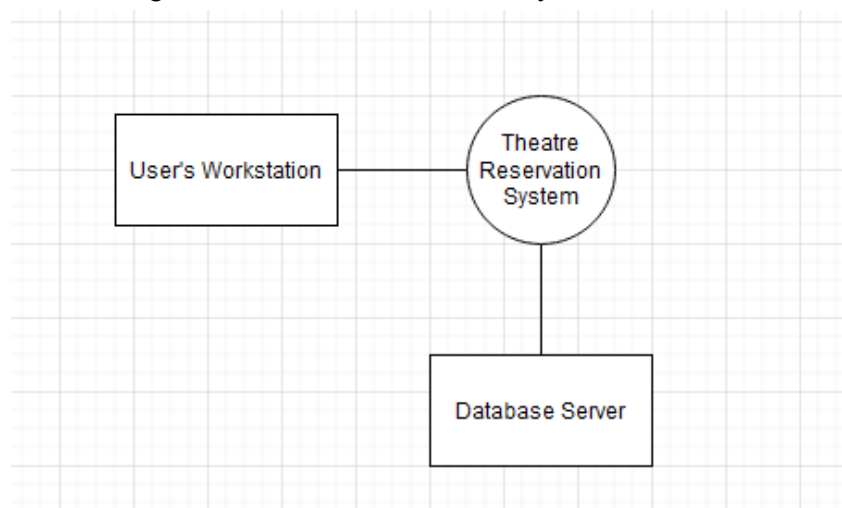 User's Workstation
Theatre
Reservation
System
Database Server